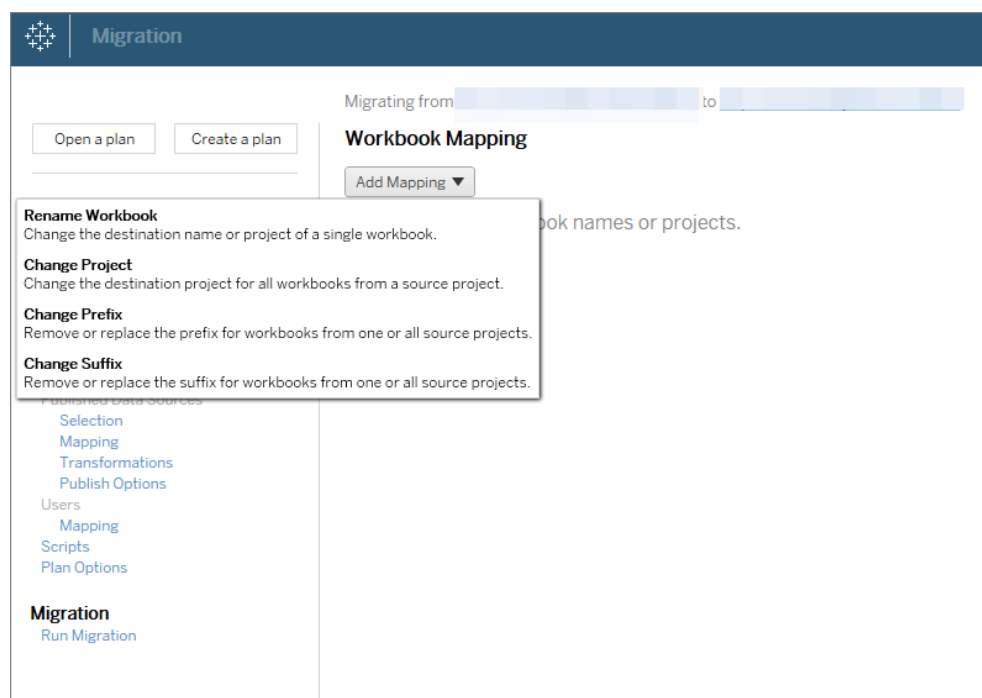 Migration
Migrating from to
Open a plan
Create a plan
Workbook Mapping
Add Mapping ▼
Rename Workbook
Change the destination name or project of a single workbook.
Change Project
Change the destination project for all workbooks from a source project.
Change Prefix
Remove or replace the prefix for workbooks from one or all source projects.
Change Suffix
Remove or replace the suffix for workbooks from one or all source projects.
names or projects.
Published Data Sources
Selection
Mapping
Transformations
Publish Options
Users
Mapping
Scripts
Plan Options
Migration
Run Migration